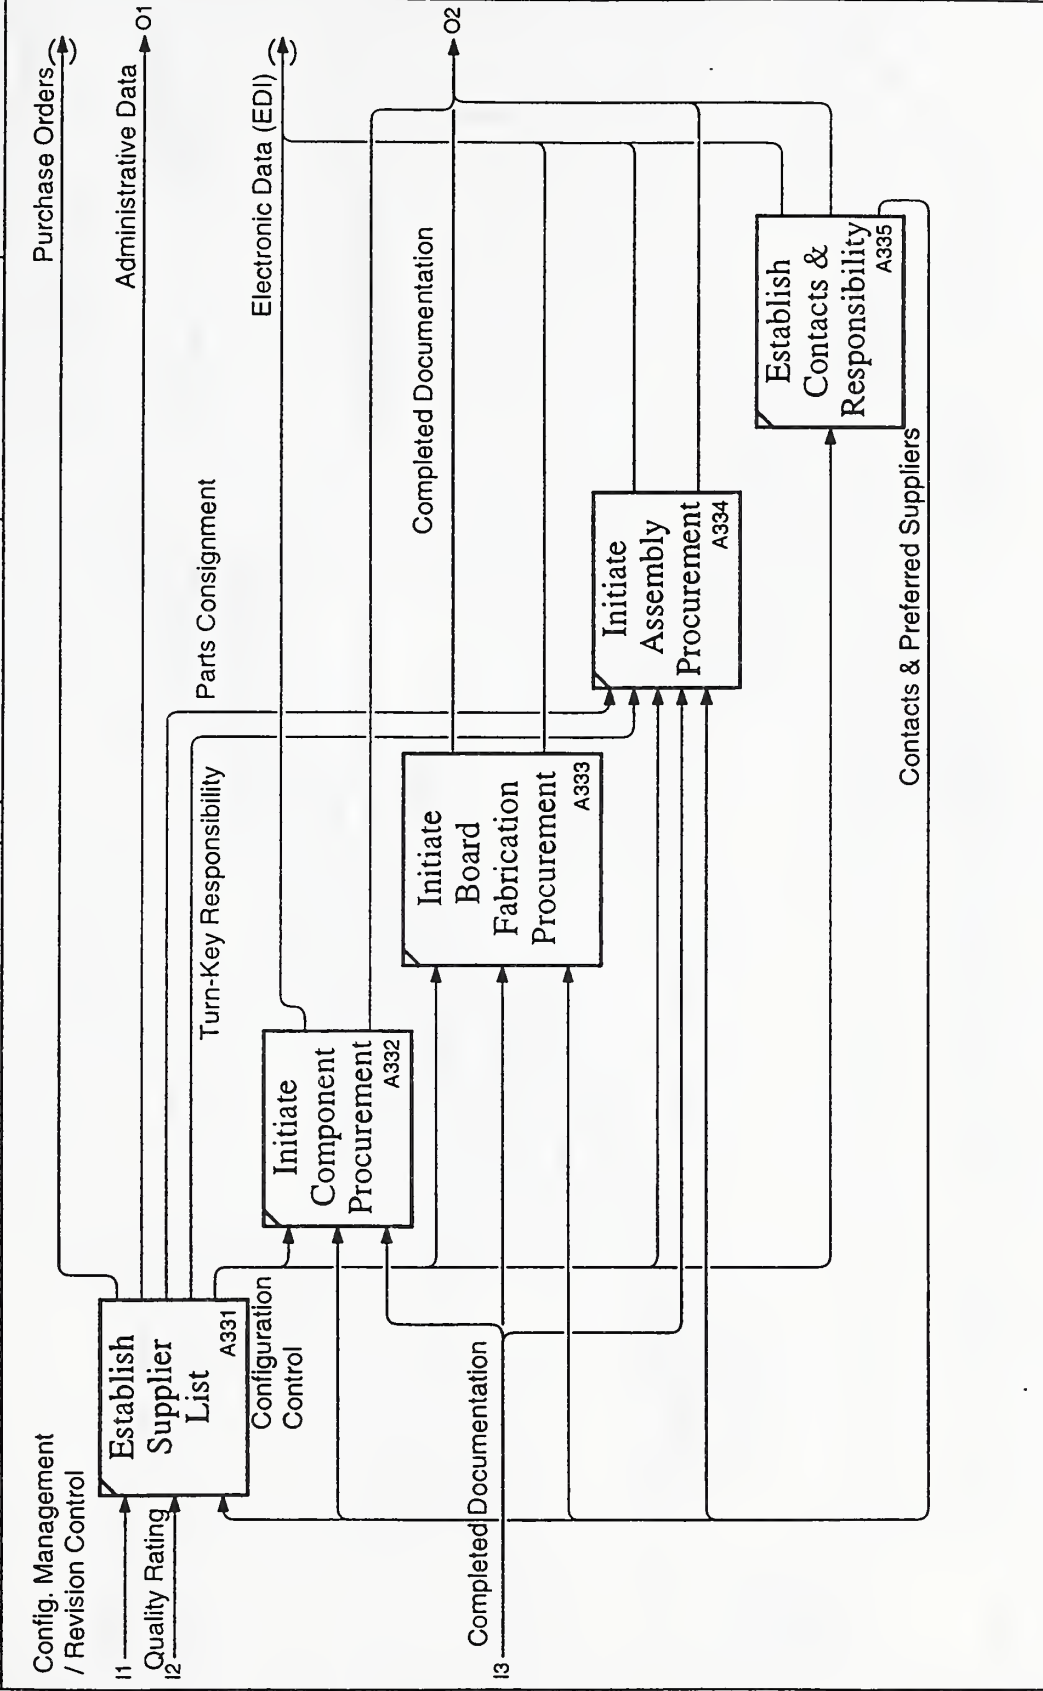 Purchase Orders
Administrative Data
O1
Electronic Data (EDI)
O2
Completed Documentation
Parts Consignment
Turn-Key Responsibility
Config. Management
/ Revision Control
I1
Quality Rating
I2
Establish
Supplier
List
A331
Configuration
Control
Initiate
Component
Procurement
A332
Initiate
Board
Fabrication
Procurement
A333
Initiate
Assembly
Procurement
A334
Establish
Contacts &
Responsibility
A335
Completed Documentation
I3
Contacts & Preferred Suppliers